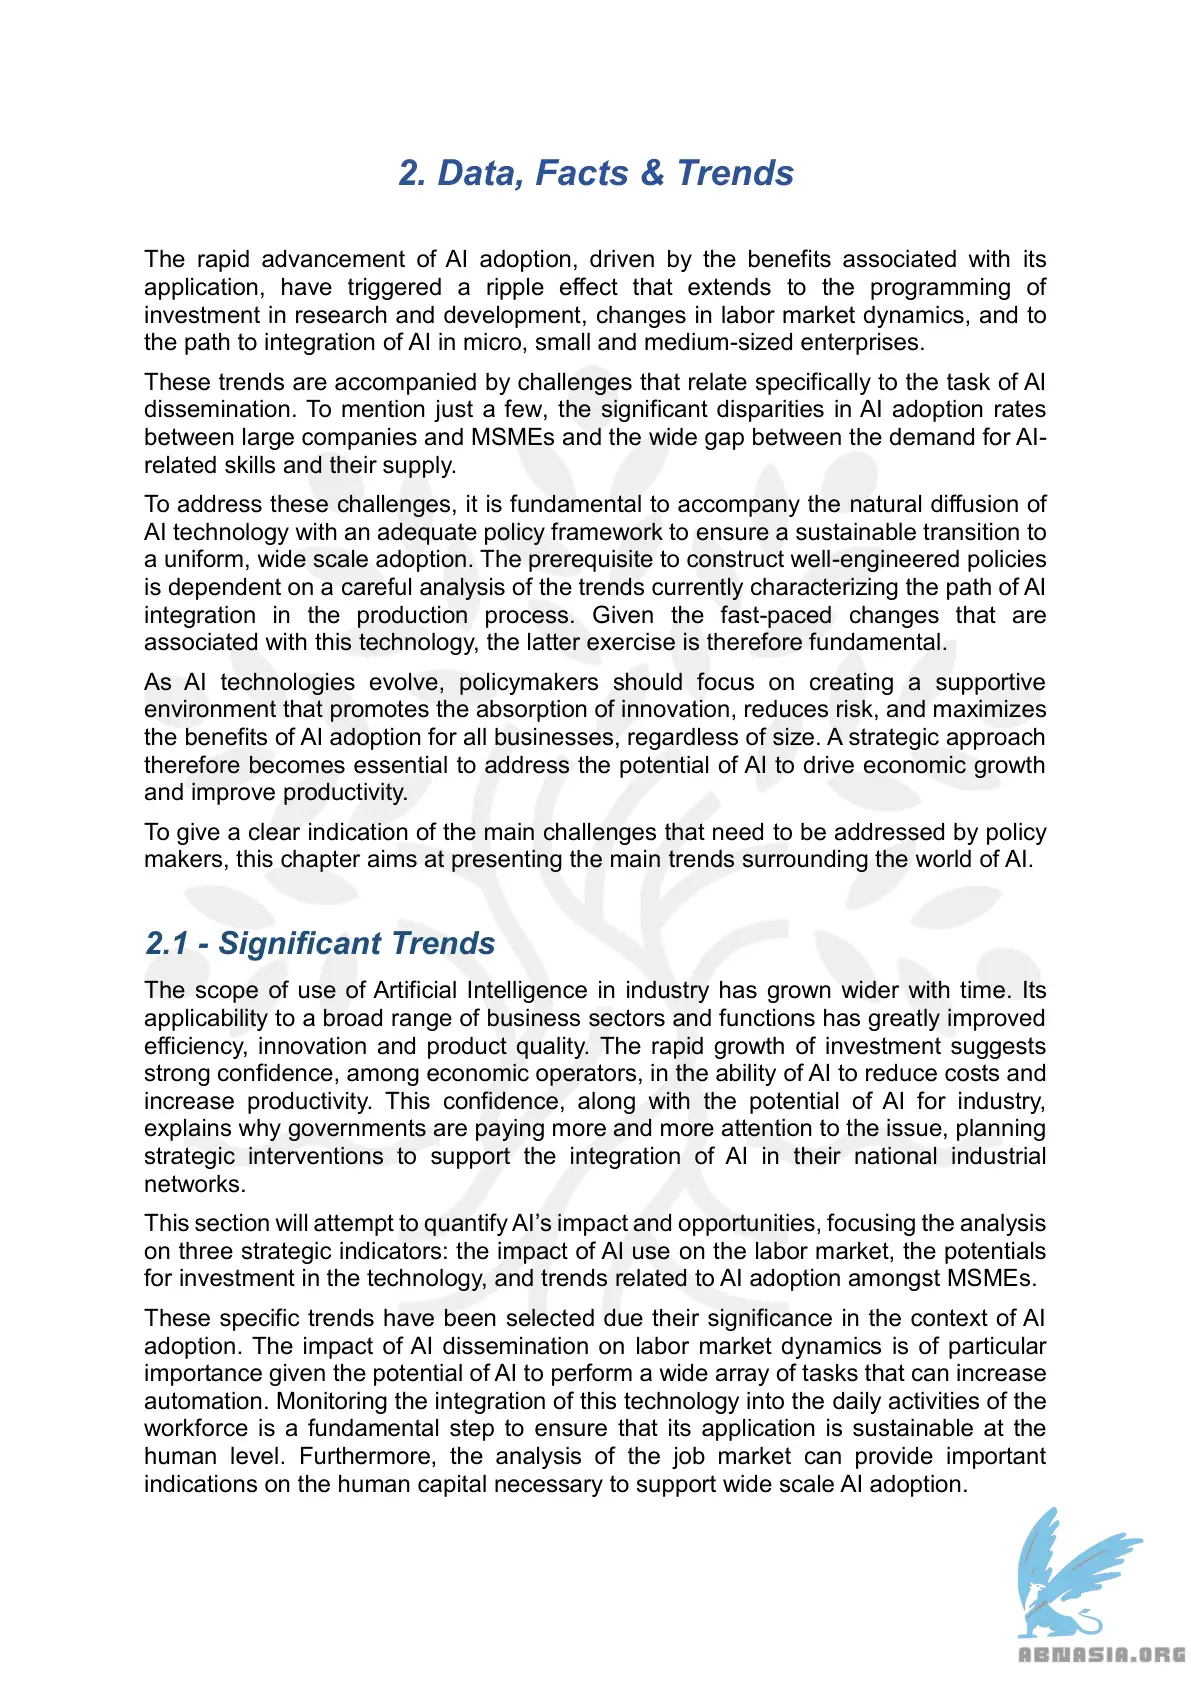 2. Data, Facts & Trends
The rapid advancement of AI adoption, driven by the benefits associated with its
application, have triggered a ripple effect that extends to the programming of
investment in research and development, changes in labor market dynamics, and to
the path to integration of AI in micro, small and medium-sized enterprises.
These trends are accompanied by challenges that relate specifically to the task of AI
dissemination. To mention just a few, the significant disparities in AI adoption rates
between large companies and MSMEs and the wide gap between the demand for AI-
related skills and their supply.
To address these challenges, it is fundamental to accompany the natural diffusion of
AI technology with an adequate policy framework to ensure a sustainable transition to
a uniform, wide scale adoption. The prerequisite to construct well-engineered policies
is dependent on a careful analysis of the trends currently characterizing the path of AI
integration in the production process. Given the fast-paced changes that are
associated with this technology, the latter exercise is therefore fundamental.
As AI technologies evolve, policymakers should focus on creating a supportive
environment that promotes the absorption of innovation, reduces risk, and maximizes
the benefits of AI adoption for all businesses, regardless of size. A strategic approach
therefore becomes essential to address the potential of AI to drive economic growth
and improve productivity.
To give a clear indication of the main challenges that need to be addressed by policy
makers, this chapter aims at presenting the main trends surrounding the world of AI.
2.1 - Significant Trends
The scope of use of Artificial Intelligence in industry has grown wider with time. Its
applicability to a broad range of business sectors and functions has greatly improved
efficiency, innovation and product quality. The rapid growth of investment suggests
strong confidence, among economic operators, in the ability of AI to reduce costs and
increase productivity. This confidence, along with the potential of AI for industry,
explains why governments are paying more and more attention to the issue, planning
strategic interventions to support the integration of AI in their national industrial
networks.
This section will attempt to quantify AI’s impact and opportunities, focusing the analysis
on three strategic indicators: the impact of AI use on the labor market, the potentials
for investment in the technology, and trends related to AI adoption amongst MSMEs.
These specific trends have been selected due their significance in the context of AI
adoption. The impact of AI dissemination on labor market dynamics is of particular
importance given the potential of AI to perform a wide array of tasks that can increase
automation. Monitoring the integration of this technology into the daily activities of the
workforce is a fundamental step to ensure that its application is sustainable at the
human level. Furthermore, the analysis of the job market can provide important
indications on the human capital necessary to support wide scale AI adoption.
ABNASIA.ORG